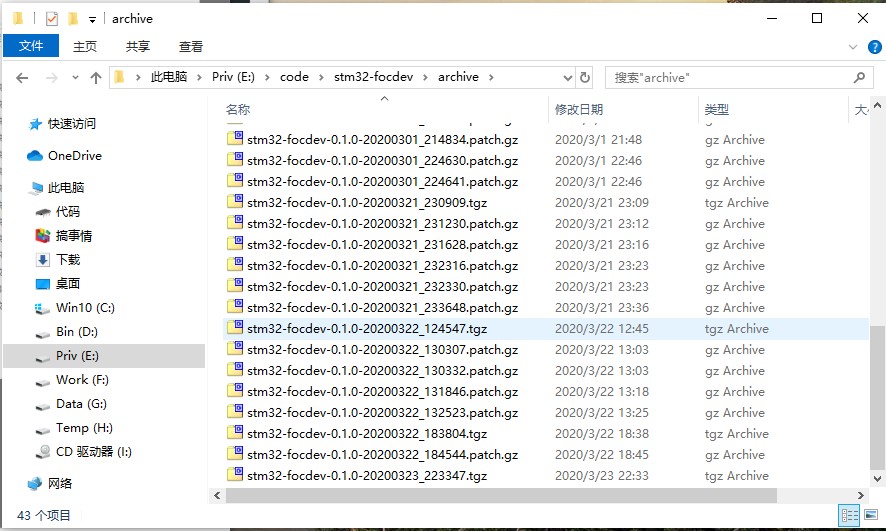 archive
文件 主页 共享 查看
此电脑 Priv (E:) code stm32-focdev archive 搜索"archive"
名称 修改日期 类型
stm32-focdev-0.1.0-20200301_214834.patch.gz 2020/3/1 21:48 gz Archive
stm32-focdev-0.1.0-20200301_224630.patch.gz 2020/3/1 22:46 gz Archive
stm32-focdev-0.1.0-20200301_224641.patch.gz 2020/3/1 22:46 gz Archive
stm32-focdev-0.1.0-20200321_230909.tgz 2020/3/21 23:09 tgz Archive
stm32-focdev-0.1.0-20200321_231230.patch.gz 2020/3/21 23:12 gz Archive
stm32-focdev-0.1.0-20200321_231628.patch.gz 2020/3/21 23:16 gz Archive
stm32-focdev-0.1.0-20200321_232316.patch.gz 2020/3/21 23:23 gz Archive
stm32-focdev-0.1.0-20200321_232330.patch.gz 2020/3/21 23:23 gz Archive
stm32-focdev-0.1.0-20200321_233648.patch.gz 2020/3/21 23:36 gz Archive
stm32-focdev-0.1.0-20200322_124547.tgz 2020/3/22 12:45 tgz Archive
stm32-focdev-0.1.0-20200322_130307.patch.gz 2020/3/22 13:03 gz Archive
stm32-focdev-0.1.0-20200322_130332.patch.gz 2020/3/22 13:03 gz Archive
stm32-focdev-0.1.0-20200322_131846.patch.gz 2020/3/22 13:18 gz Archive
stm32-focdev-0.1.0-20200322_132523.patch.gz 2020/3/22 13:25 gz Archive
stm32-focdev-0.1.0-20200322_183804.tgz 2020/3/22 18:38 tgz Archive
stm32-focdev-0.1.0-20200322_184544.patch.gz 2020/3/22 18:45 gz Archive
stm32-focdev-0.1.0-20200323_223347.tgz 2020/3/23 22:33 tgz Archive
快速访问
OneDrive
此电脑
代码
搞事情
下载
桌面
Win10 (C:)
Bin (D:)
Priv (E:)
Work (F:)
Data (G:)
Temp (H:)
CD 驱动器 (I:)
网络
43 个项目